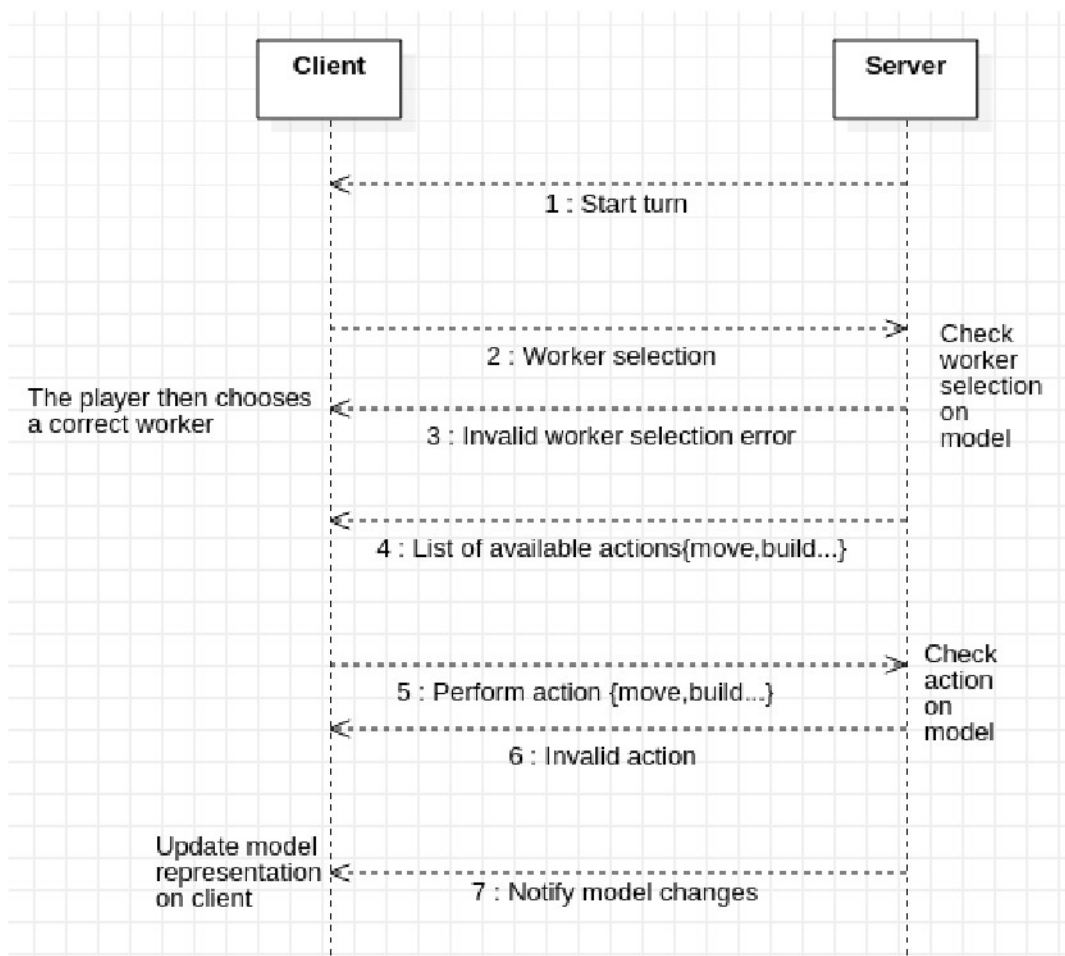 Client
Server
1 : Start turn
2 : Worker selection
Check
worker
selection
on
model
The player then chooses
a correct worker
3 : Invalid worker selection error
4 : List of available actions{move,build...}
5 : Perform action {move,build...}
Check
action
on
model
6 : Invalid action
Update model
representation
on client
7 : Notify model changes